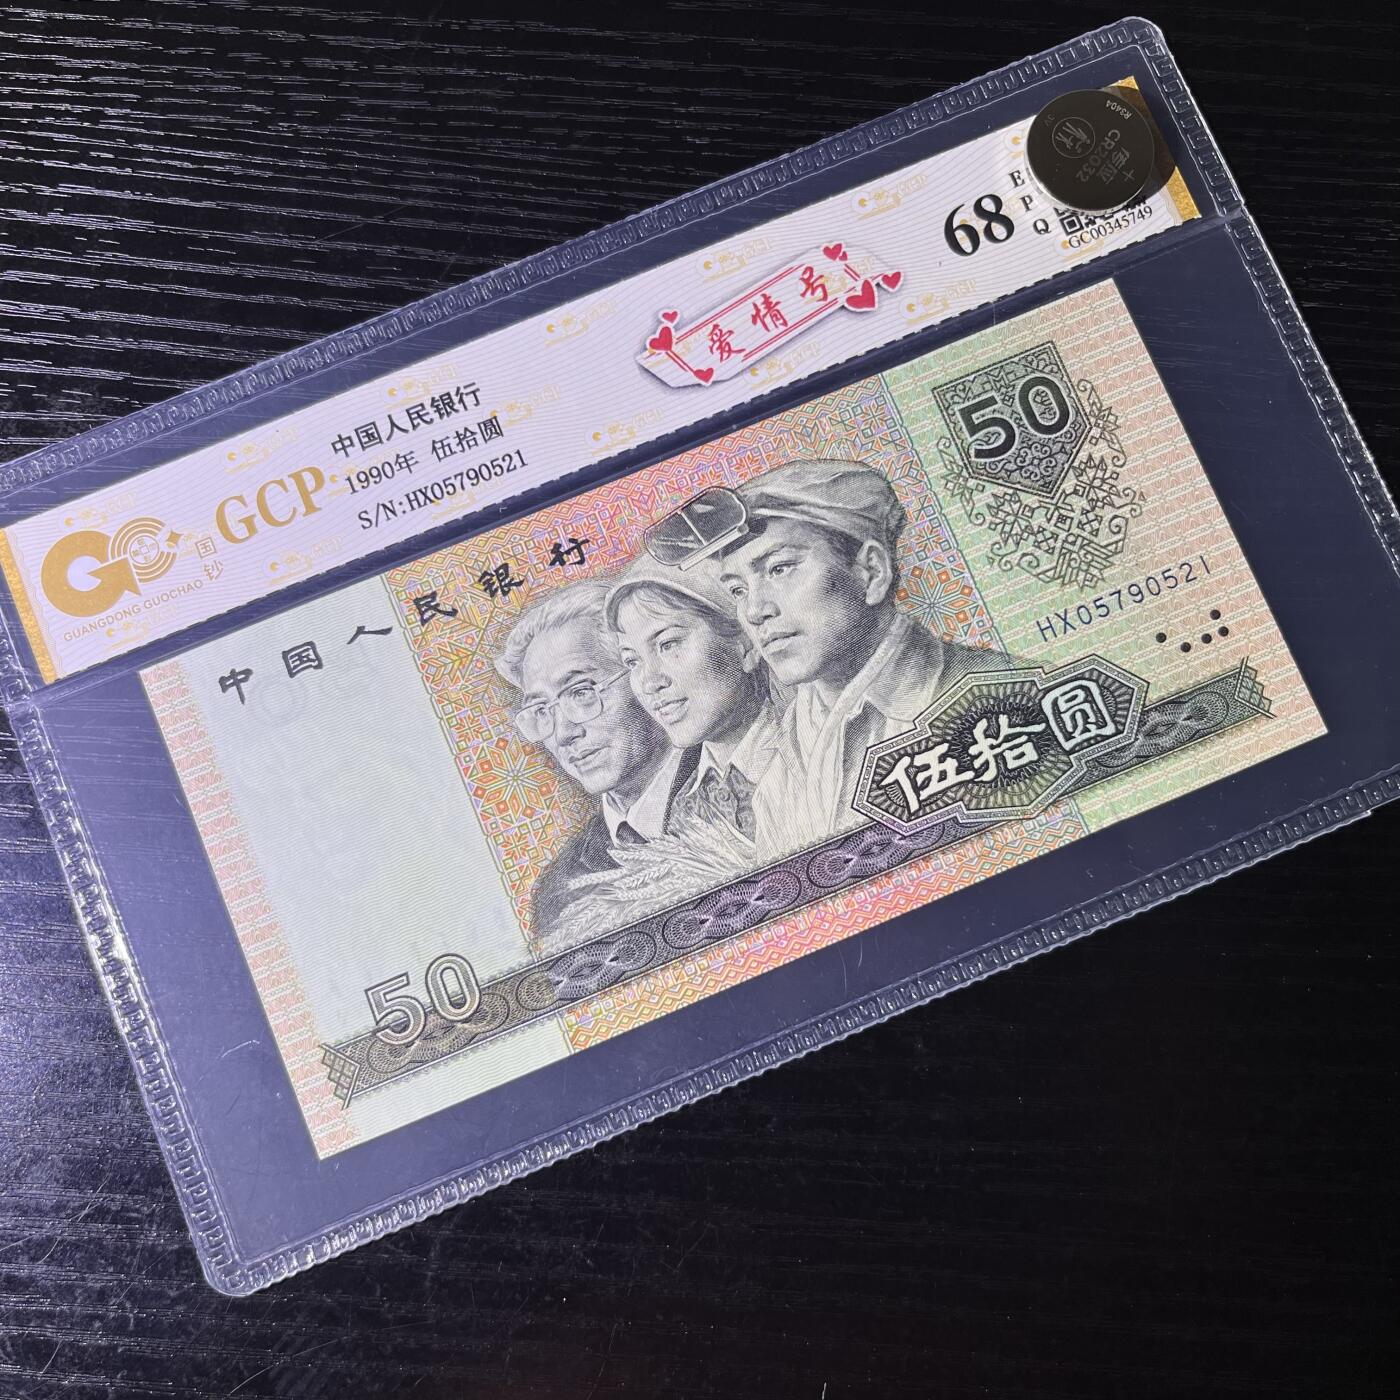 GCP
国钞
GUANGDONG GUOCHAO
中国人民银行
1990年 伍拾圆
S/N:HX05790521
爱情号
68
E
P
Q
GC00345749
CR2032
3V
中国人民银行
50
HX05790521
伍拾圆
50